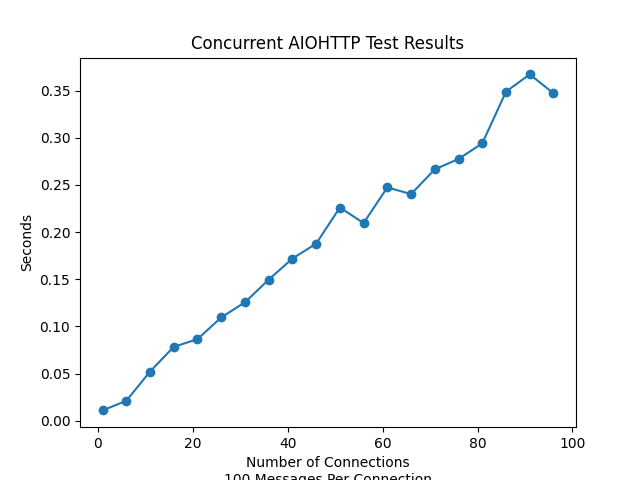 Concurrent AIOHTTP Test Results
0.35
0.30
0.25
0.20
0.15
0.10
0.05
0.00
Seconds
0 20 40 60 80 100
Number of Connections
100 Messages Per Connection